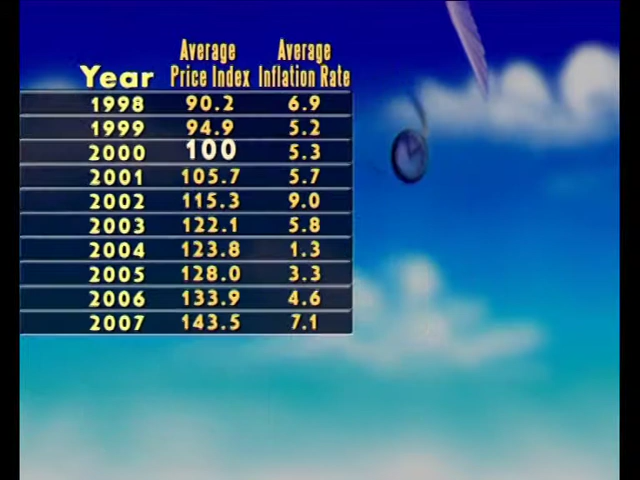 Year Average Price Index Average Inflation Rate
1998 90.2 6.9
1999 94.9 5.2
2000 100 5.3
2001 105.7 5.7
2002 115.3 9.0
2003 122.1 5.8
2004 123.8 1.3
2005 128.0 3.3
2006 133.9 4.6
2007 143.5 7.1